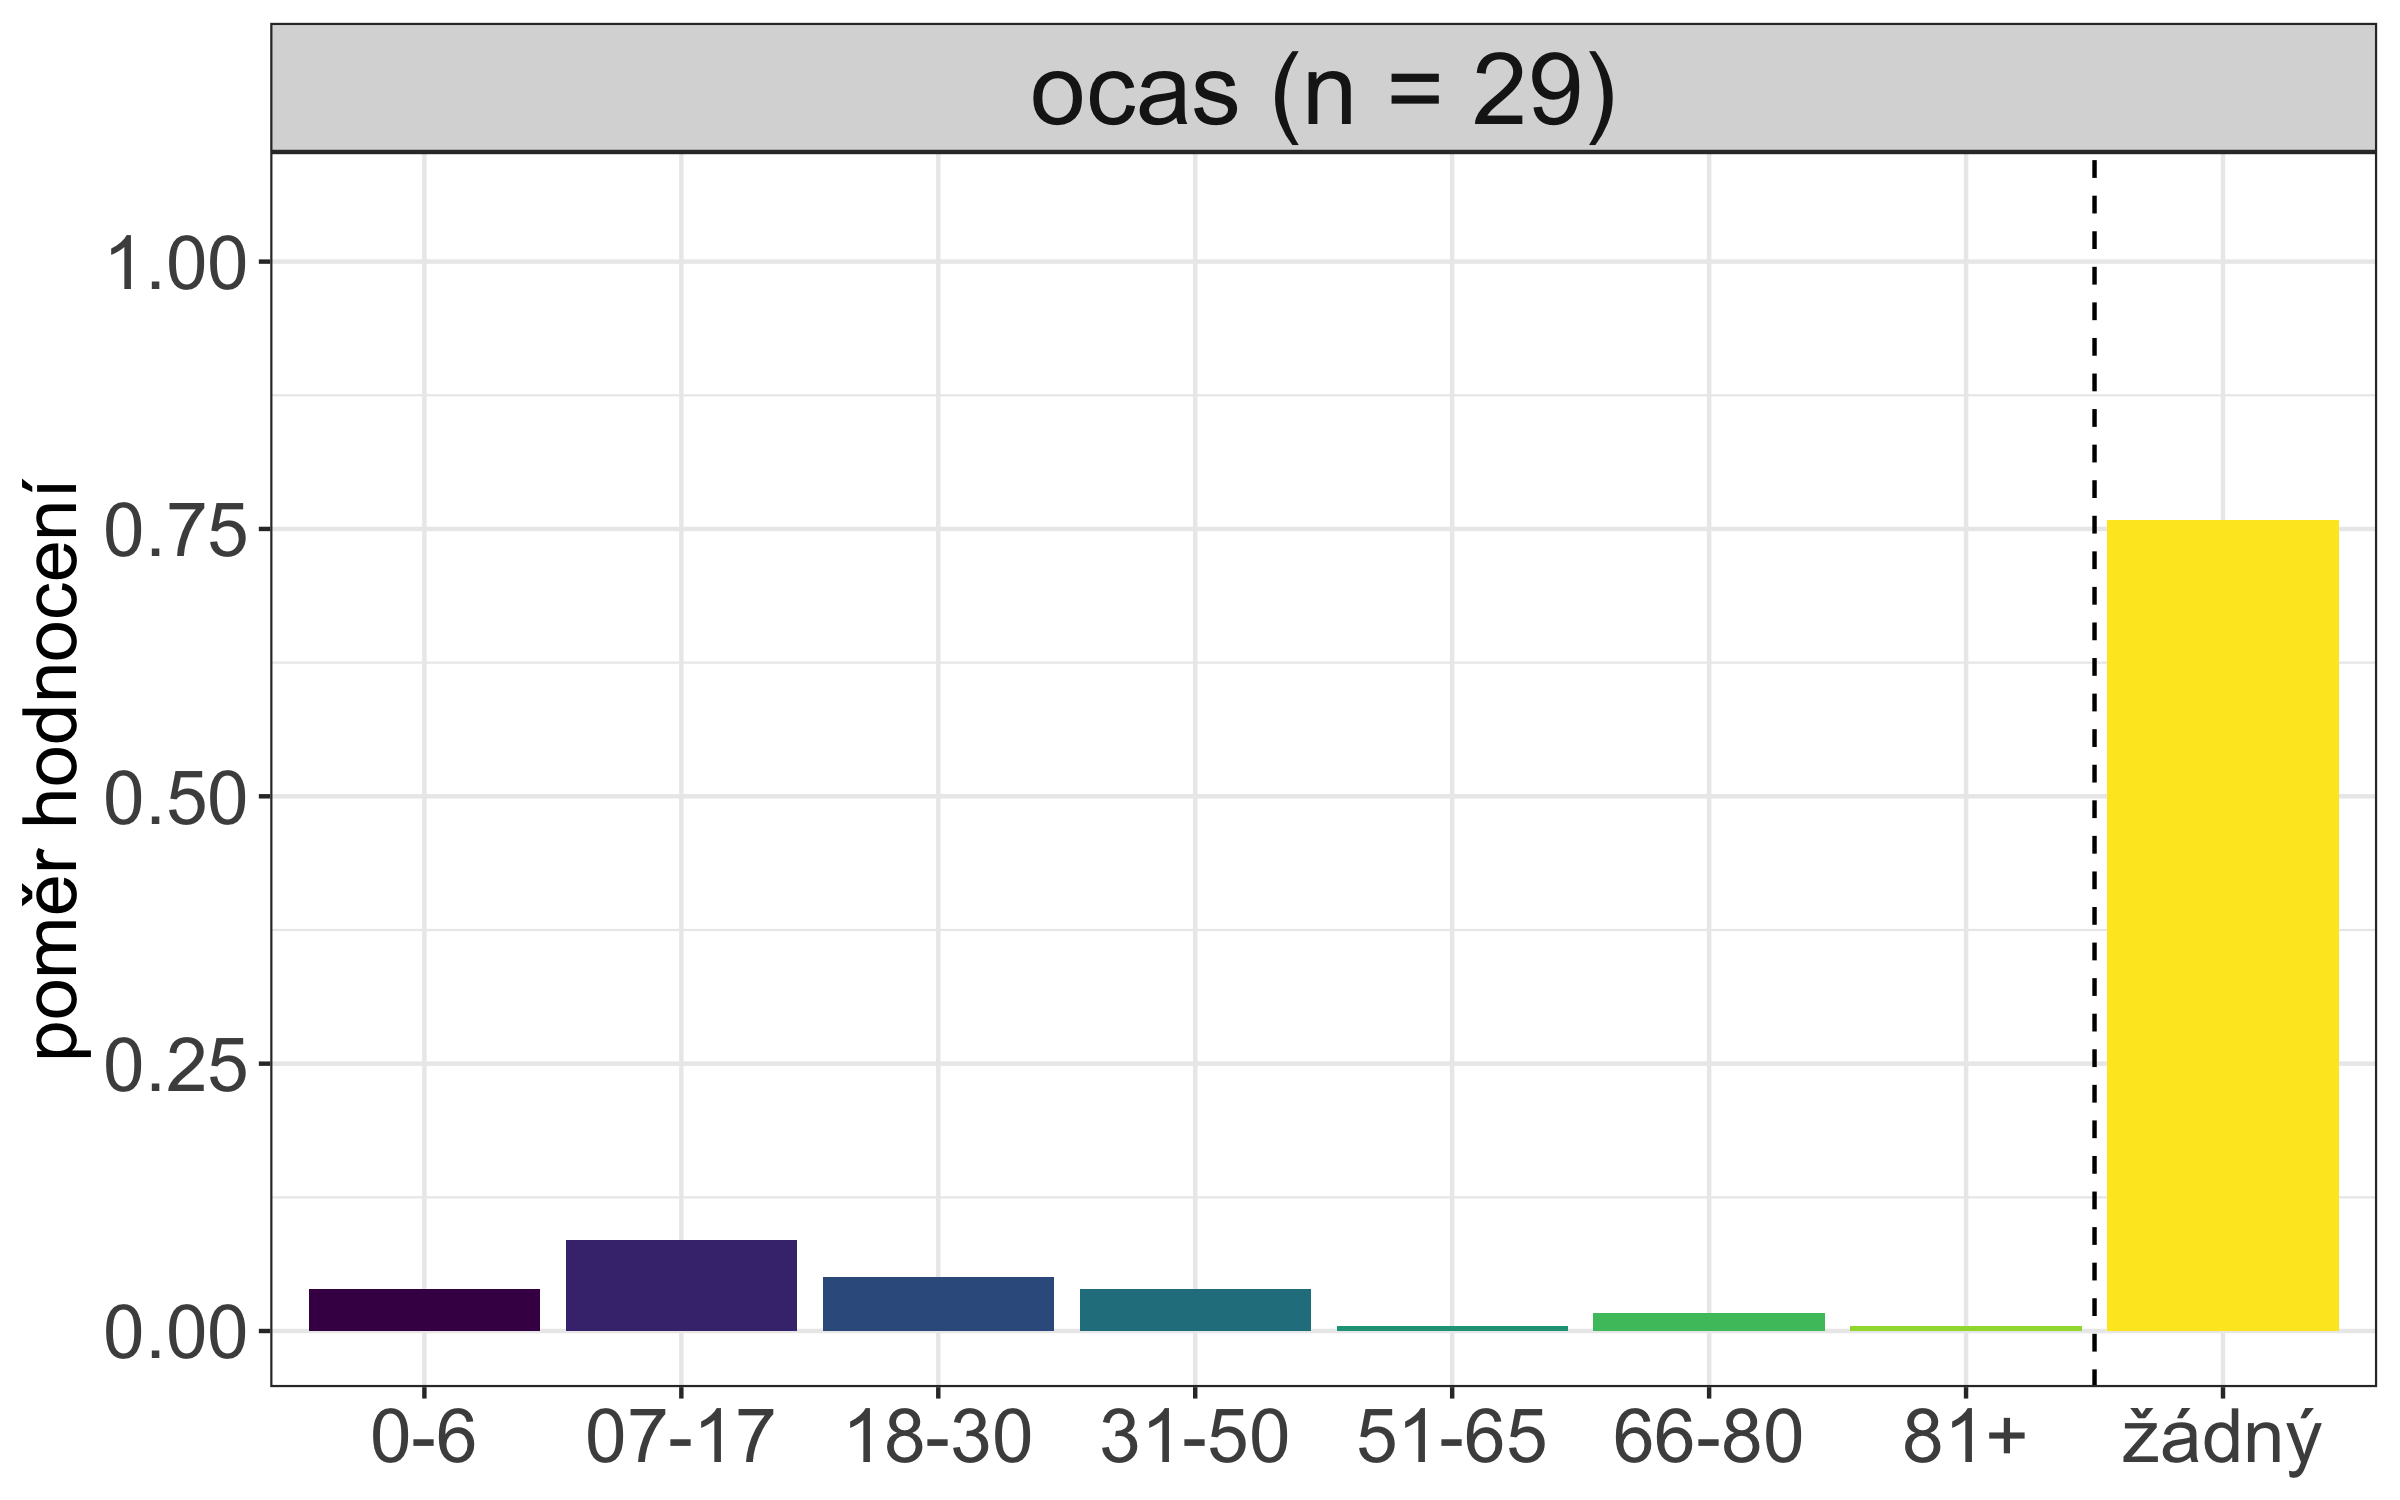 ocas (n = 29)
poměr hodnocení
1.00
0.75
0.50
0.25
0.00
0-6 07-17 18-30 31-50 51-65 66-80 81+ žádný